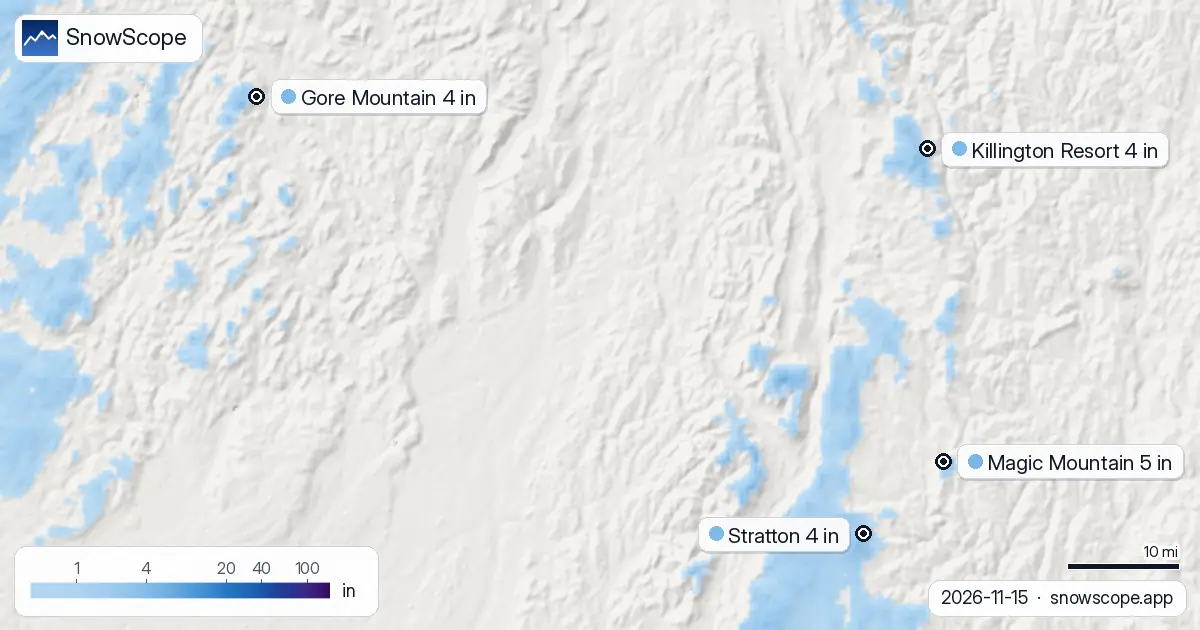 SnowScope
Gore Mountain 4 in
Killington Resort 4 in
Magic Mountain 5 in
Stratton 4 in
10 mi
1 4 20 40 100
in
2026-11-15 · snowscope.app